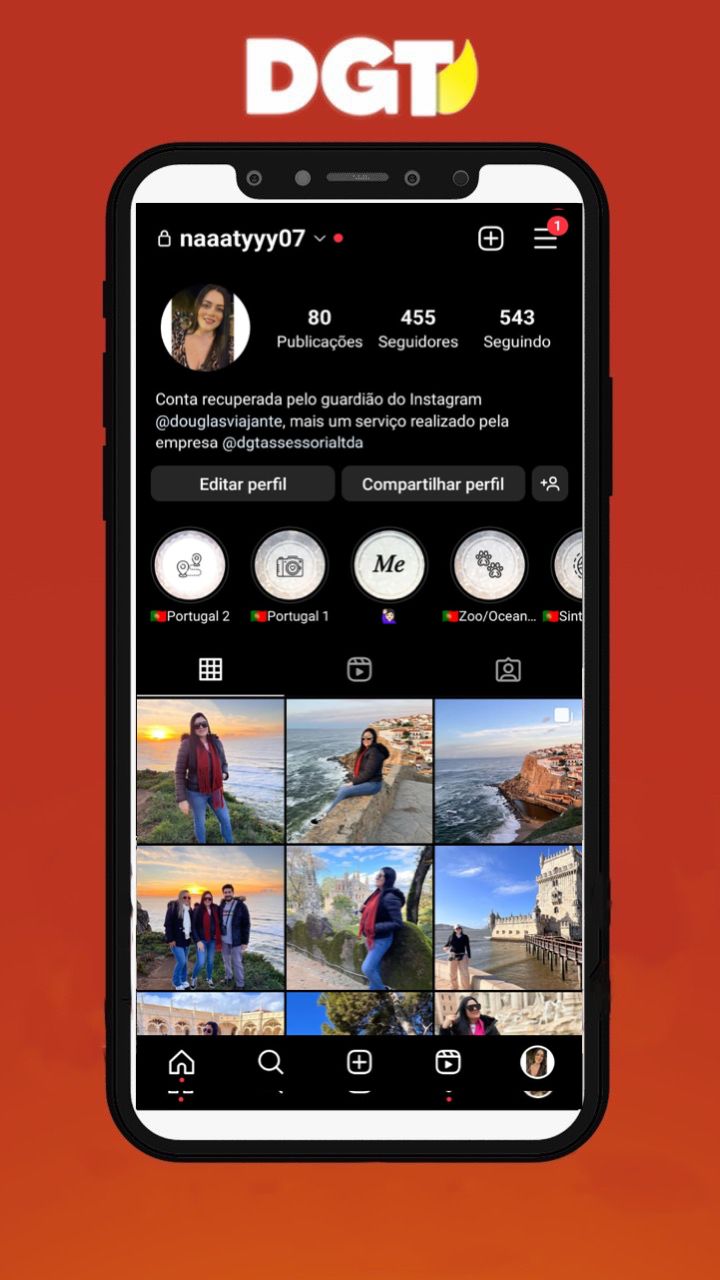 DGT
naaatyyy07
1
80
455
543
Publicações
Seguidores
Seguindo
Conta recuperada pelo guardião do Instagram
@douglasviajante, mais um serviço realizado pela
empresa @dgtassessorialtda
Editar perfil
Compartilhar perfil
Me
Portugal 2
Portugal 1
Zoo/Ocean...
Sint